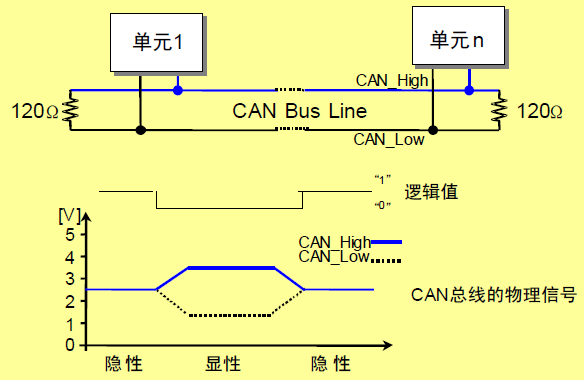 单元1
单元n
CAN_High
120Ω
CAN Bus Line
120Ω
CAN_Low
"1"
逻辑值
"0"
[V]
5
CAN_High
4
CAN_Low
3
CAN总线的物理信号
2
1
0
隐性
显性
隐性